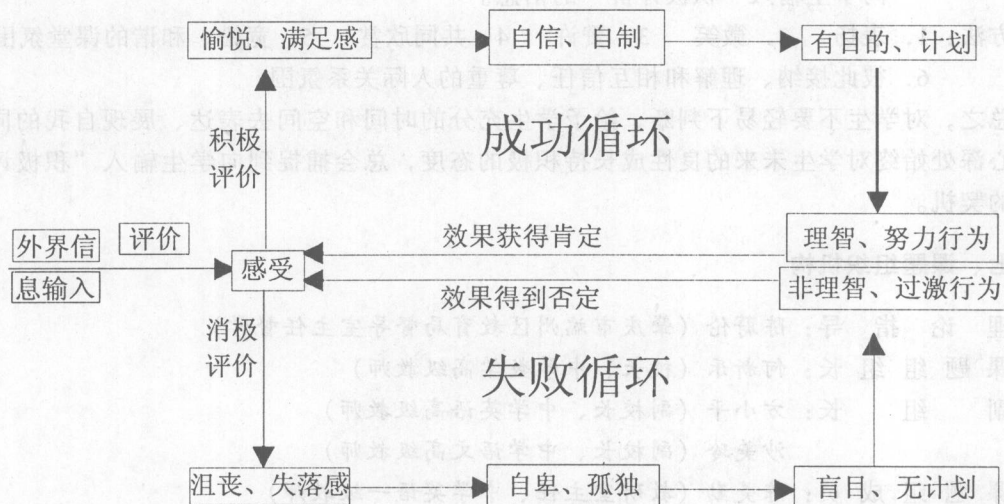 愉悦、满足感
自信、自制
有目的、计划
积极
评价
成功循环
外界信
息输入
评价
感受
效果获得肯定
效果得到否定
理智、努力行为
非理智、过激行为
消极
评价
失败循环
沮丧、失落感
自卑、孤独
盲目、无计划